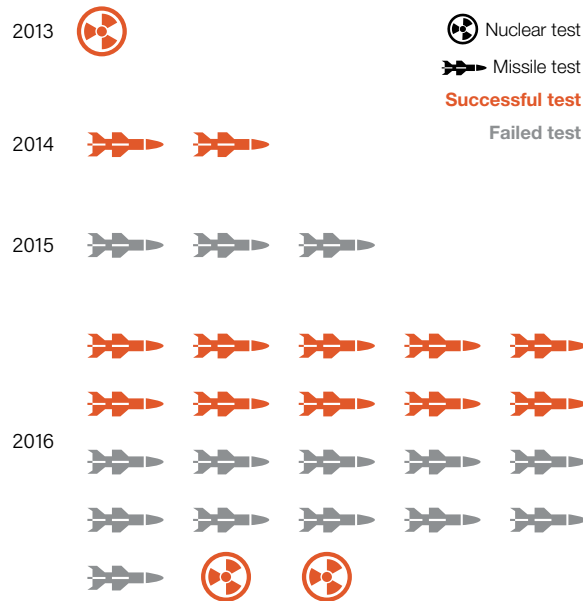 2013
Nuclear test
Missile test
Successful test
Failed test
2014
2015
2016